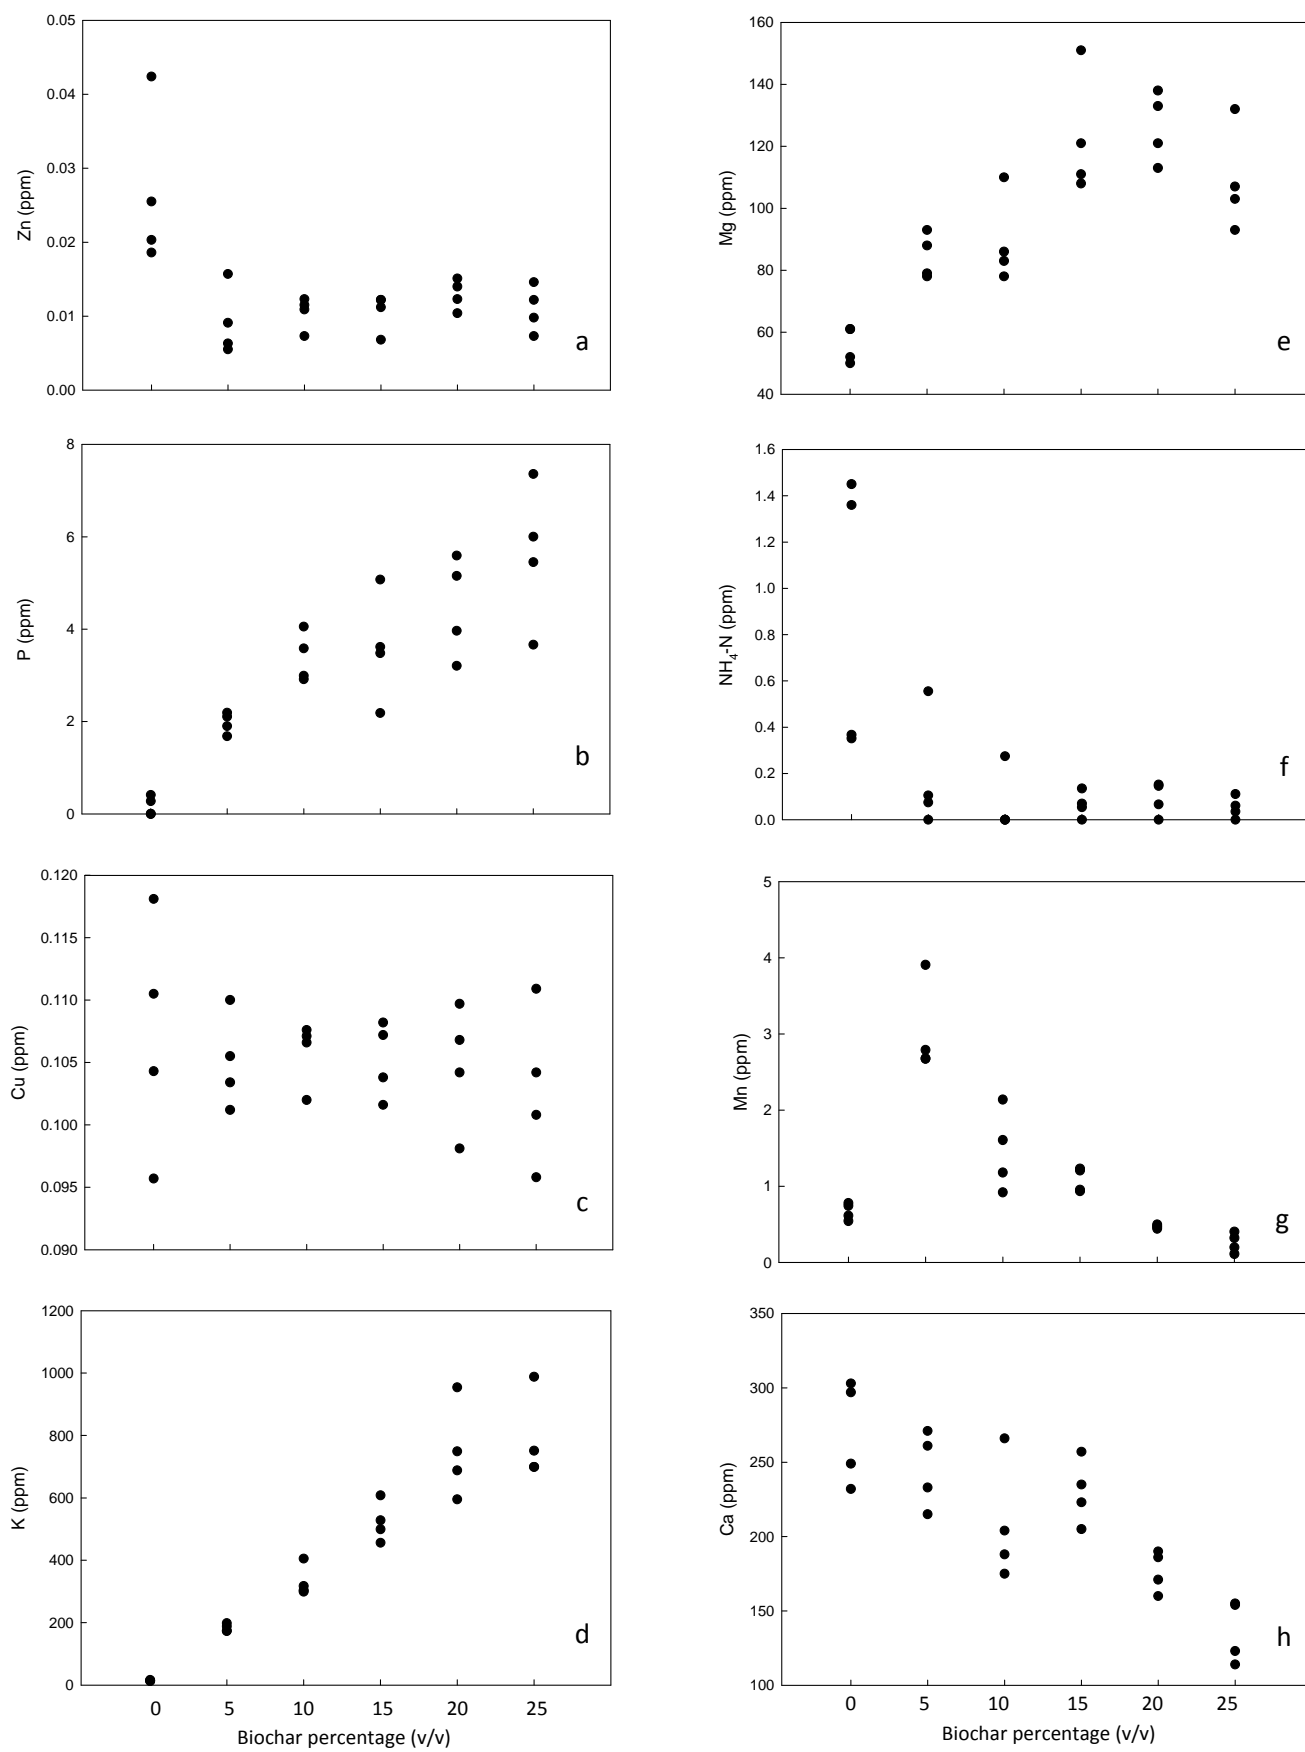 0.05
0.04
0.03
0.02
0.01
0.00
Zn (ppm)
a
8
6
4
2
0
P (ppm)
b
0.120
0.115
0.110
0.105
0.100
0.095
0.090
Cu (ppm)
c
1200
1000
800
600
400
200
0
K (ppm)
d
0 5 10 15 20 25
Biochar percentage (v/v)
160
140
120
100
80
60
40
Mg (ppm)
e
1.6
1.4
1.2
1.0
0.8
0.6
0.4
0.2
0.0
NH₄-N (ppm)
f
5
4
3
2
1
0
Mn (ppm)
g
350
300
250
200
150
100
Ca (ppm)
h
0 5 10 15 20 25
Biochar percentage (v/v)